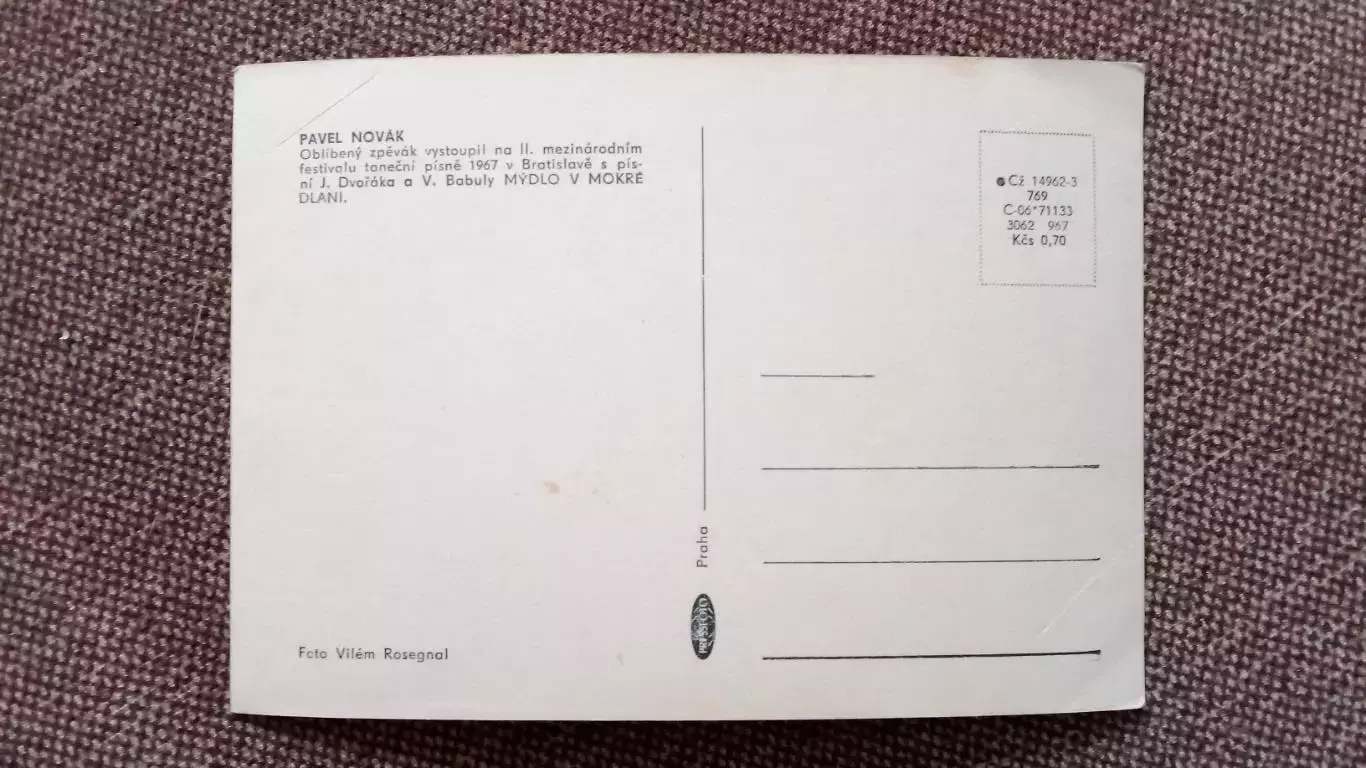 PAVEL NOVÁK
Oblíbený zpěvák vystoupil na II. mezinárodním
festivalu taneční písně 1967 v Bratislavě s pís-
ní J. Dvořáka a V. Babuly MÝDLO V MOKRÉ
DLANI.
Foto Vilém Rosegnal
Praha
PRESSFOTO
Cž 14962-3
769
C-06*71133
3062 967
Kčs 0,70